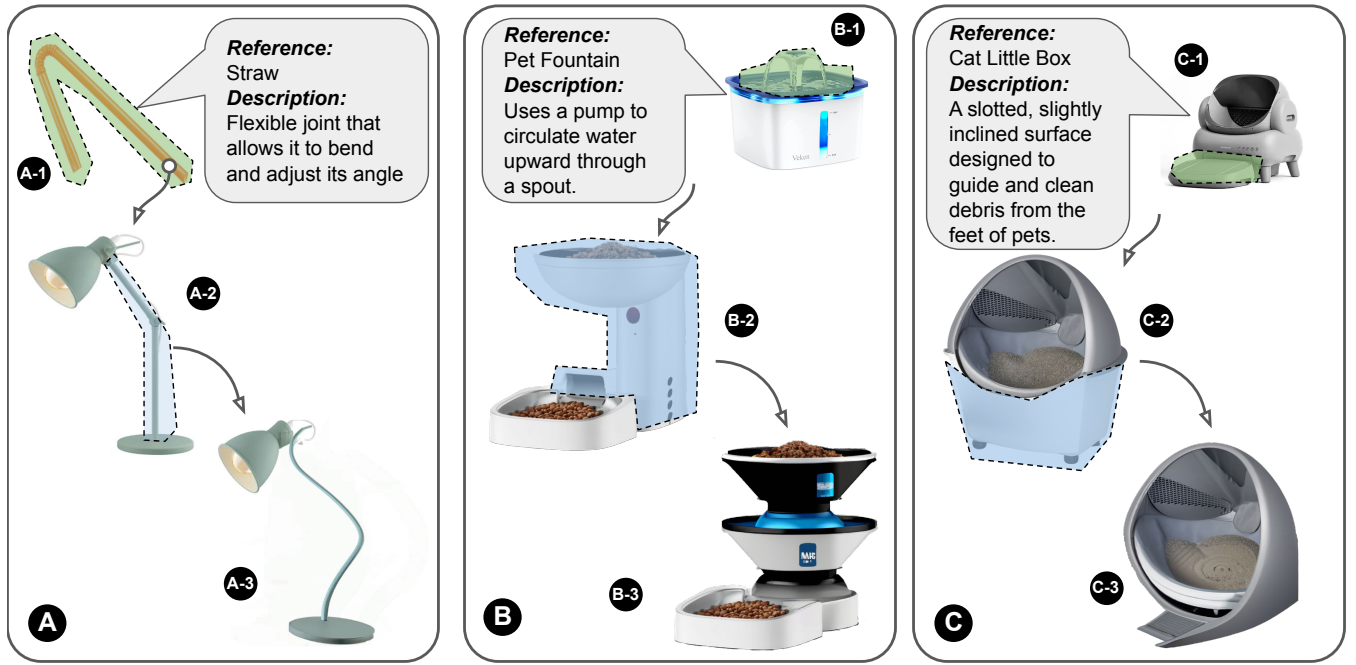 Reference:
Straw
Description:
Flexible joint that
allows it to bend
and adjust its angle
A-1
A-2
A-3
A
Reference:
Pet Fountain
Description:
Uses a pump to
circulate water
upward through
a spout.
B-1
B-2
B-3
B
Reference:
Cat Little Box
Description:
A slotted, slightly
inclined surface
designed to
guide and clean
debris from the
feet of pets.
C-1
C-2
C-3
C